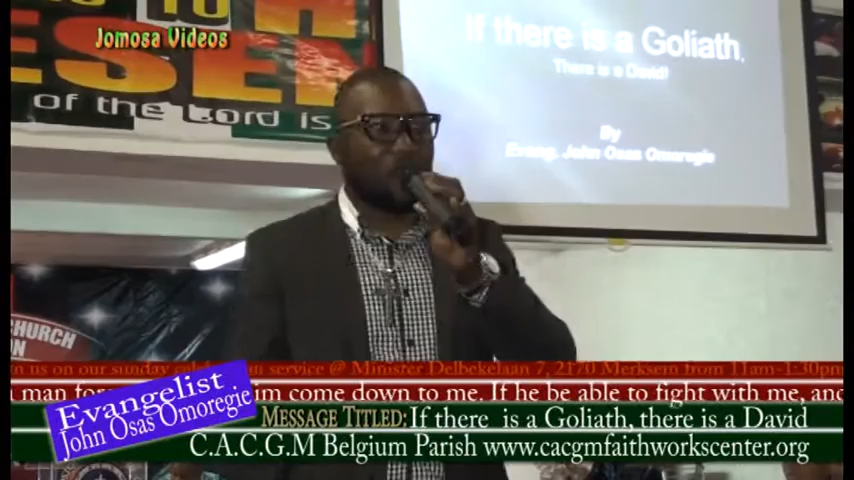 Jomosa Videos
of the Lord is
If there is a Goliath,
There is a David!
By
Evang. John Osas Omoregie
CHURCH
us our sunday
ion service @ Minister Delbekelaan 7, 2170 Merksem from 11am-1:30pm
a man for
im come down to me. If he be able to fight with me, and
Evangelist
John Osas Omoregie
MESSAGE TITLED: If there is a Goliath, there is a David
C.A.C.G.M Belgium Parish www.cacgmfaithworkscenter.org